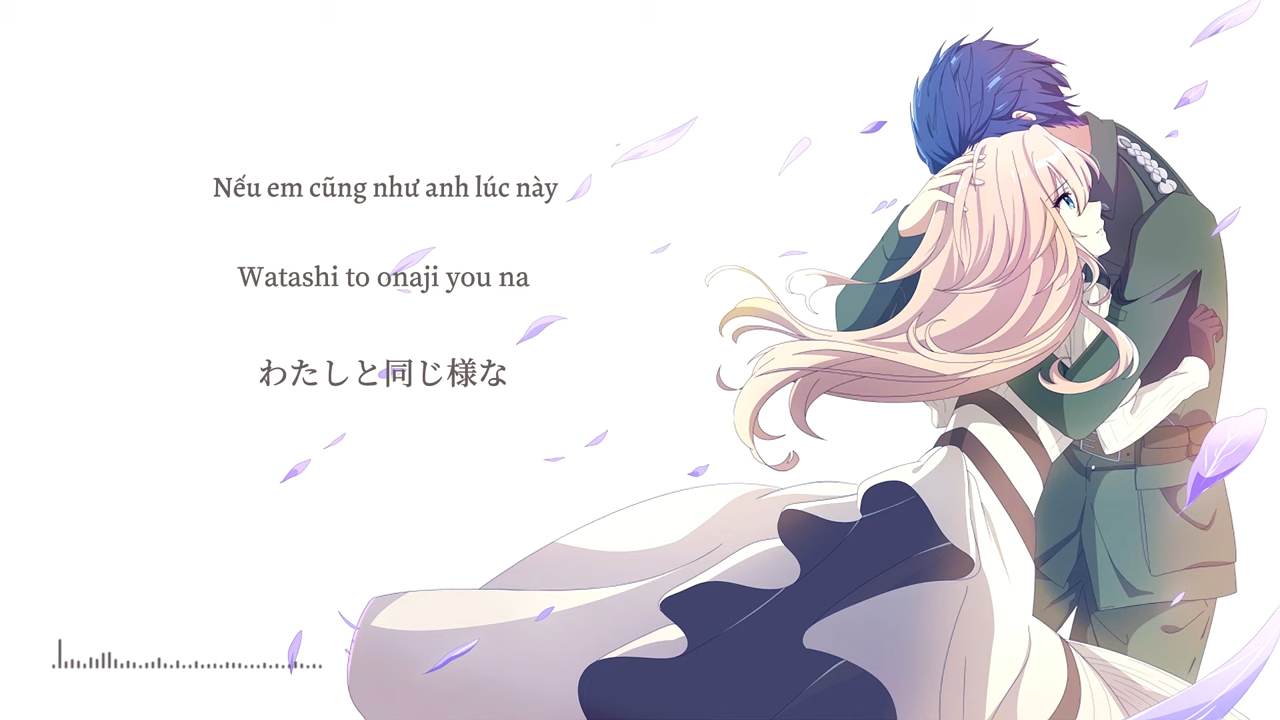 Nếu em cũng như anh lúc này
Watashi to onaji you na
わたしと同じ様な